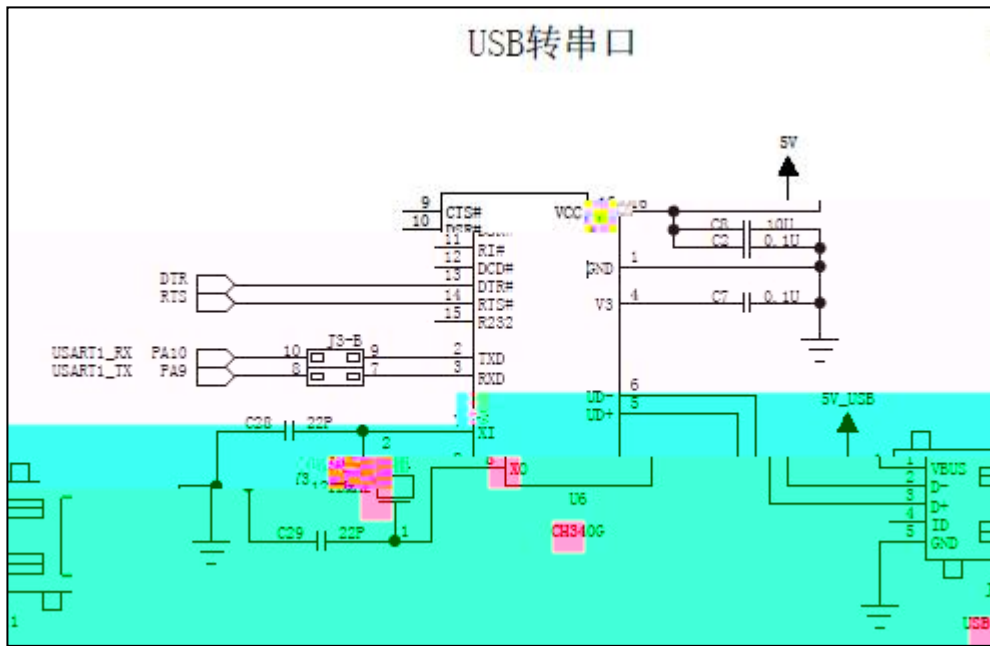 USB转串口
5V
9 CTS# VCC
10
C8 10U
11 RI# C2 0.1U
12 DCD# GND 1
DTR 13 DTR#
RTS 14 RTS# V3 4 C7 0.1U
15 R232
J3-B
USART1_RX PA10 10 9 2 TXD
USART1_TX PA9 8 7 3 RXD
UD- 6
UD+ 5
5V_USB
C28 22P XI
2
XO
1 VBUS
2 D-
3 D+
4 ID
5 GND
U6
C29 22P 1 CH340G
1
USB